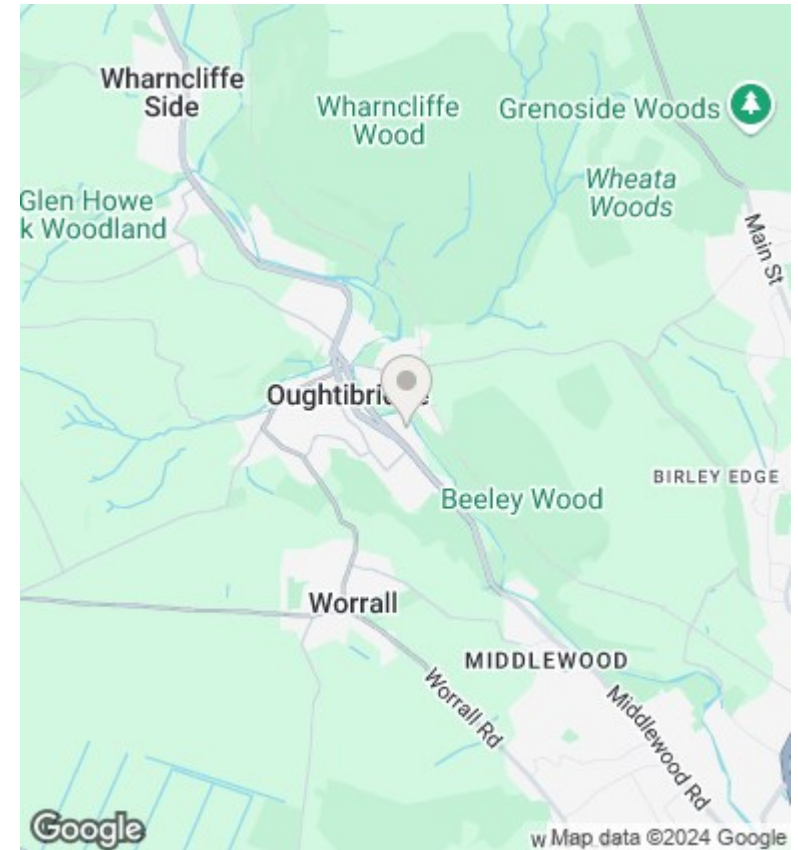 Wharncliffe
Side
Wharncliffe
Wood
Grenoside Woods
Wheata
Woods
Glen Howe
k Woodland
Main St
BIRLEY EDGE
Beeley Wood
Worrall
MIDDLEWOOD
Worrall Rd
Middlewood Rd
Google
Map data ©2024 Google